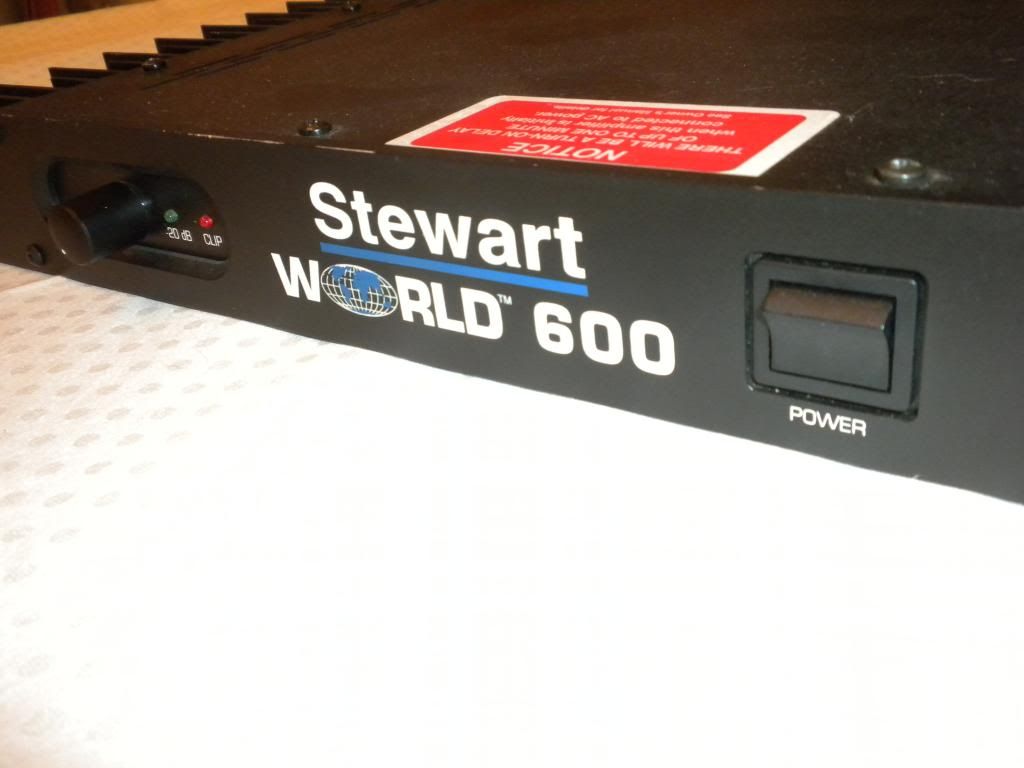 NOTICE
THERE WILL BE A TURN-ON DELAY
OF UP TO ONE MINUTE
when this amplifier is initially
connected to AC power.
See Owner's Manual for details.
-20 dB
CLIP
Stewart
WORLD™ 600
POWER